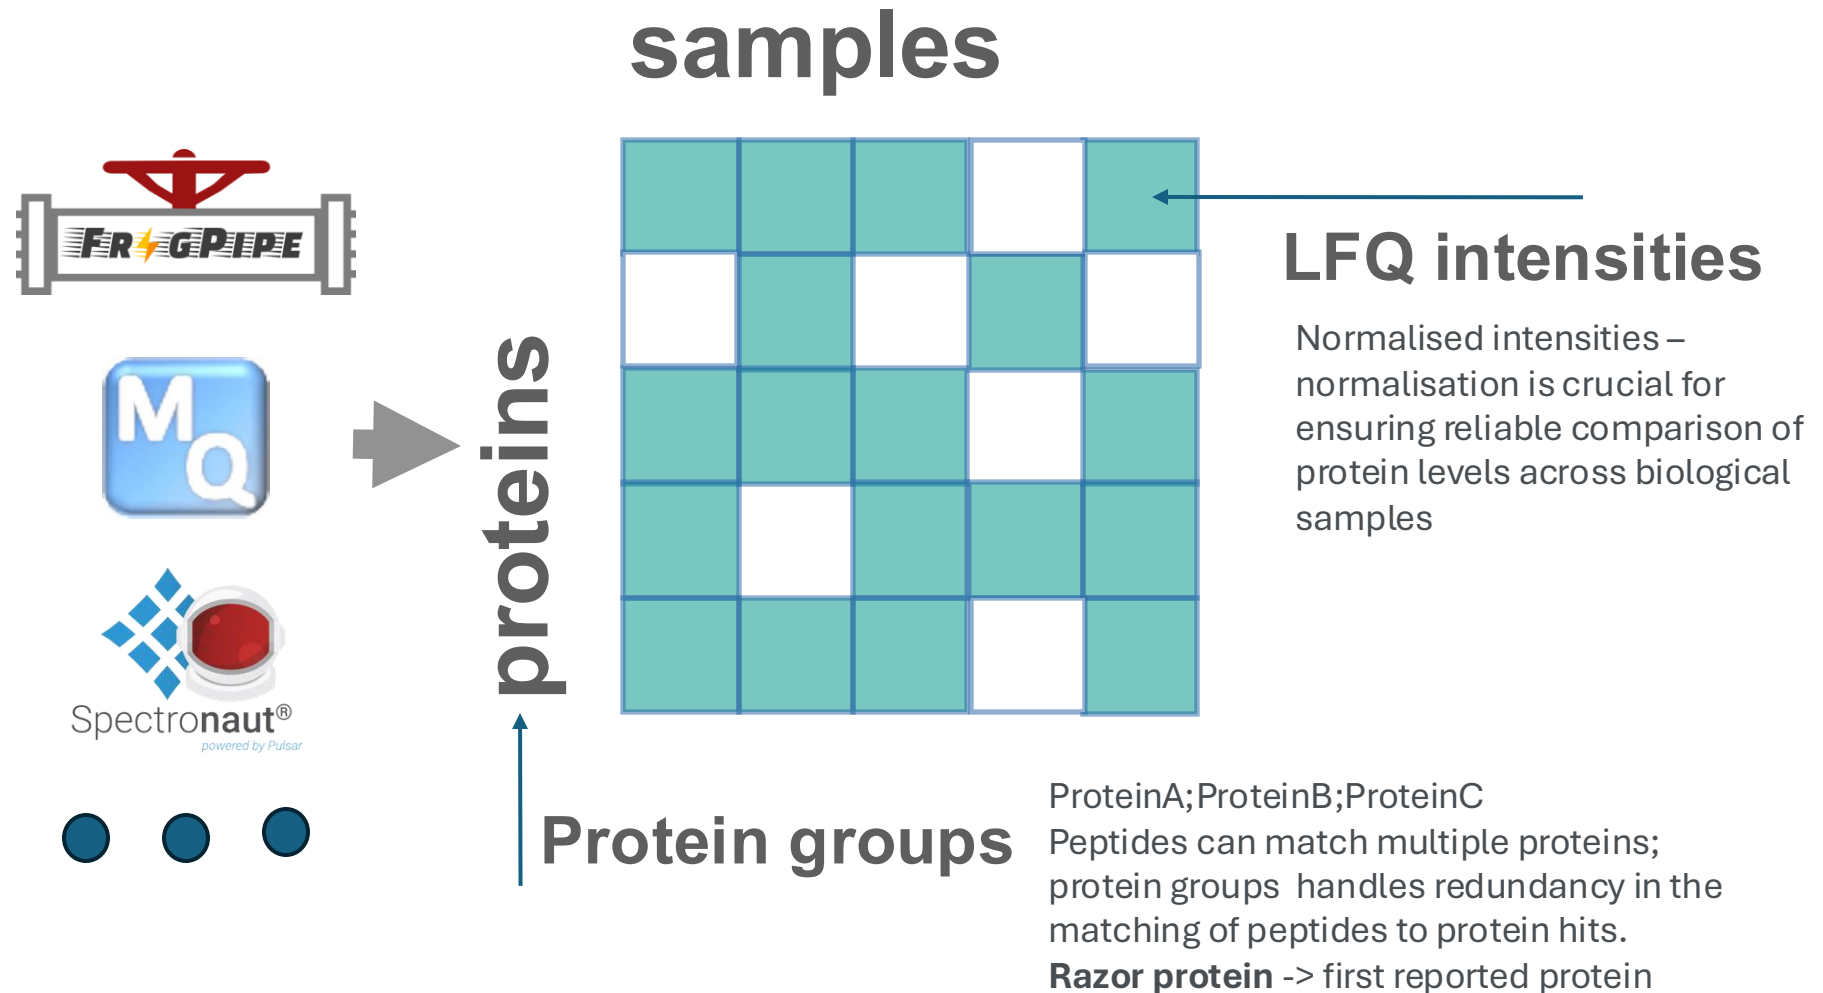 samples
FRAGPIPE
MQ
Spectronaut®
powered by Pulsar
proteins
LFQ intensities
Normalised intensities –
normalisation is crucial for
ensuring reliable comparison of
protein levels across biological
samples
Protein groups
ProteinA;ProteinB;ProteinC
Peptides can match multiple proteins;
protein groups  handles redundancy in the
matching of peptides to protein hits.
Razor protein -> first reported protein